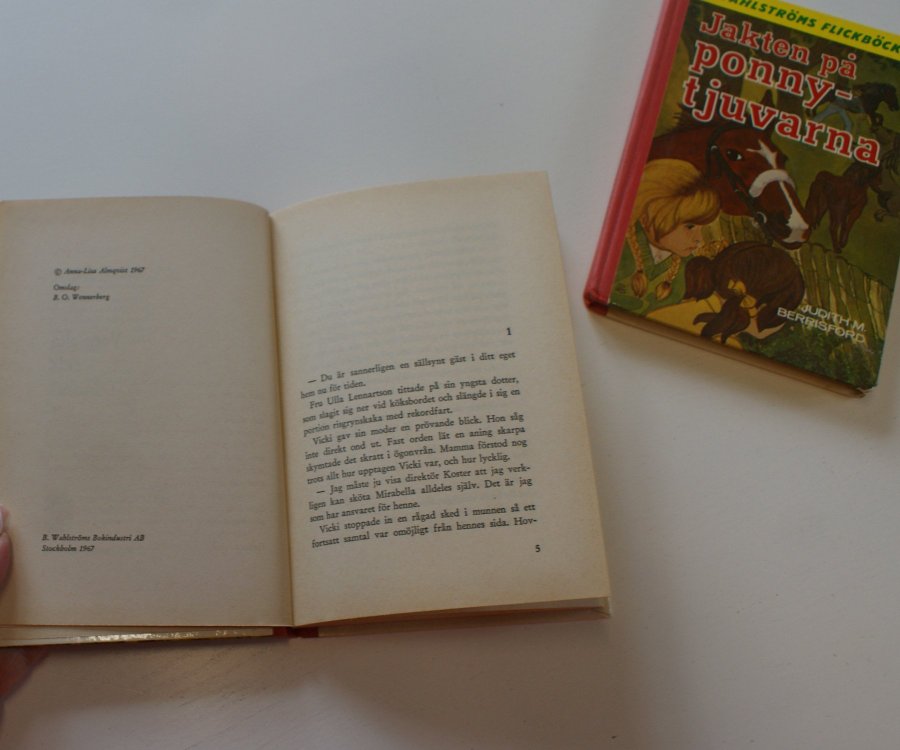 © Anna-Lisa Almqvist 1967
Omslag:
B. O. Wennerberg
B. Wahlströms Bokindustri AB
Stockholm 1967
1
— Du är sannerligen en sällsynt gäst i ditt eget
hem nu för tiden.
Fru Ulla Lennartson tittade på sin yngsta dotter,
som slagit sig ner vid köksbordet och slängde i sig en
portion risgrynskaka med rekordfart.
Vicki gav sin moder en prövande blick. Hon såg
inte direkt ond ut. Fast orden lät en aning skarpa
skymtade det skratt i ögonvrån. Mamma förstod nog
trots allt hur upptagen Vicki var, och hur lycklig.
— Jag måste ju visa direktör Koster att jag verk-
ligen kan sköta Mirabella alldeles själv. Det är jag
som har ansvaret för henne.
Vicki stoppade in en rågad sked i munnen så ett
fortsatt samtal var omöjligt från hennes sida. Hov-
5
WAHLSTRÖMS FLICKBÖCK
Jakten på
ponny-
tjuvarna
JUDITH M.
BERRISFORD